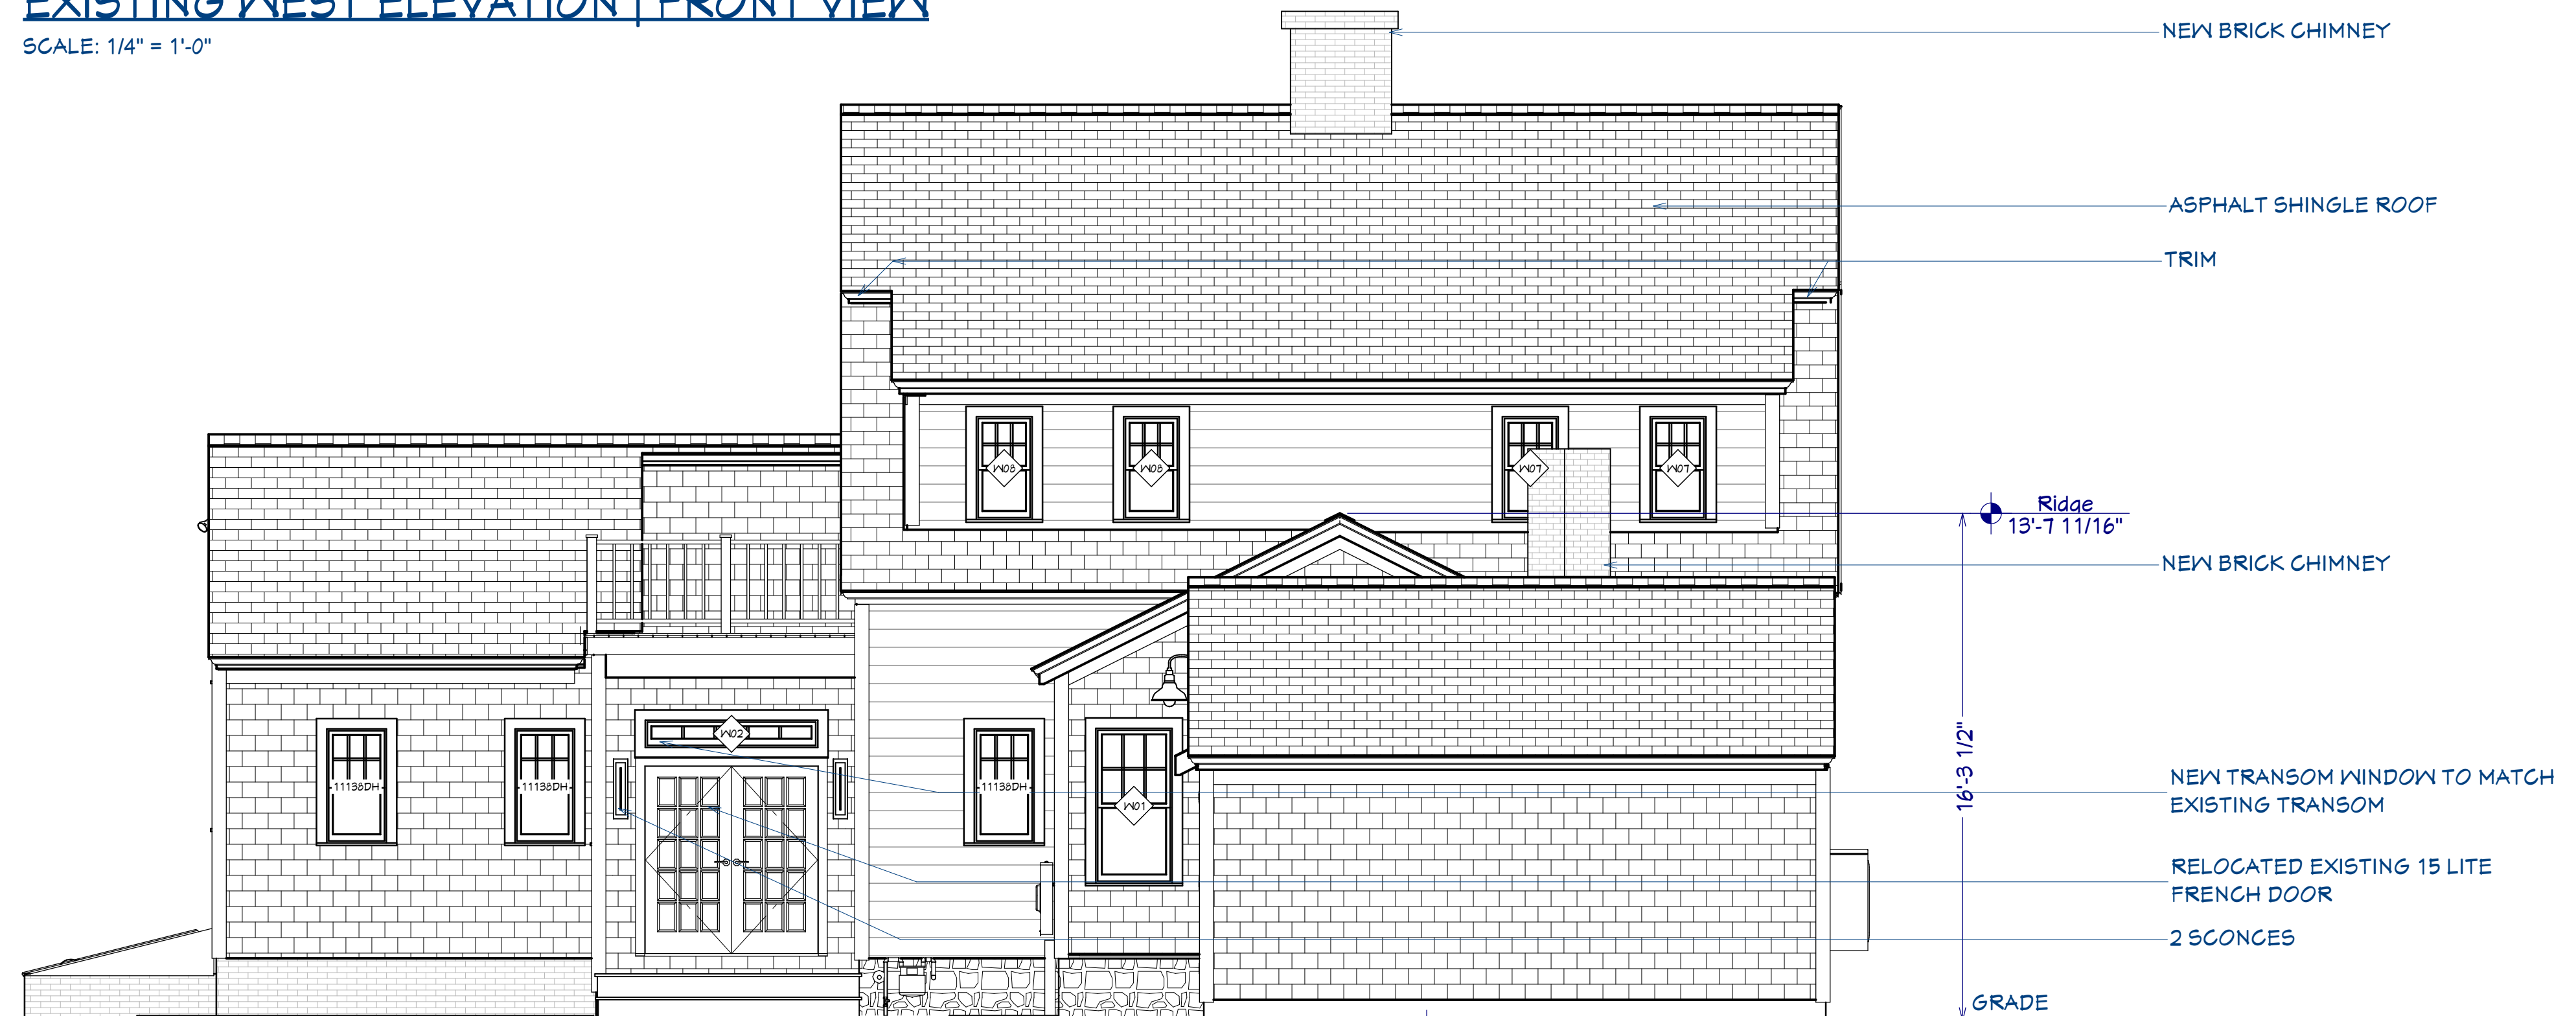 EXISTING WEST ELEVATION | FRONT VIEW
SCALE: 1/4" = 1'-0"
NEW BRICK CHIMNEY
ASPHALT SHINGLE ROOF
TRIM
W08
W08
W07
W07
Ridge
13'-7 11/16"
NEW BRICK CHIMNEY
W02
16'-3 1/2"
NEW TRANSOM WINDOW TO MATCH
EXISTING TRANSOM
11138DH
11138DH
11138DH
W01
RELOCATED EXISTING 15 LITE
FRENCH DOOR
2 SCONCES
GRADE